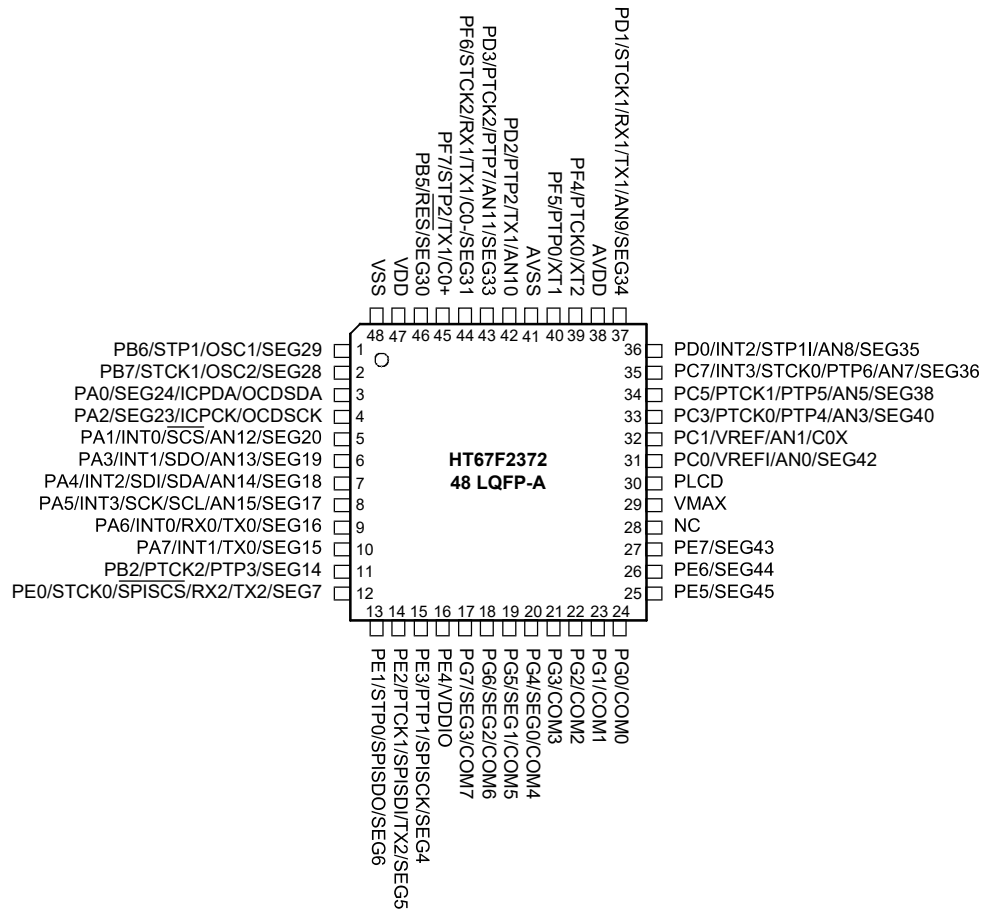 PD1/STCK1/RX1/TX1/AN9/SEG34
AVDD
PF4/PTCK0/XT2
PF5/PTP0/XT1
AVSS
PD2/PTP2/TX1/AN10
PD3/PTCK2/PTP7/AN11/SEG33
PF6/STCK2/RX1/TX1/C0-/SEG31
PF7/STP2/TX1/C0+
PB5/RES/SEG30
VDD
VSS
48 47 46 45 44 43 42 41 40 39 38 37
PB6/STP1/OSC1/SEG29 1
PB7/STCK1/OSC2/SEG28 2
PA0/SEG24/ICPDA/OCDSDA 3
PA2/SEG23/ICPCK/OCDSCK 4
PA1/INT0/SCS/AN12/SEG20 5
PA3/INT1/SDO/AN13/SEG19 6
PA4/INT2/SDI/SDA/AN14/SEG18 7
PA5/INT3/SCK/SCL/AN15/SEG17 8
PA6/INT0/RX0/TX0/SEG16 9
PA7/INT1/TX0/SEG15 10
PB2/PTCK2/PTP3/SEG14 11
PE0/STCK0/SPISCS/RX2/TX2/SEG7 12
HT67F2372
48 LQFP-A
36 PD0/INT2/STP1I/AN8/SEG35
35 PC7/INT3/STCK0/PTP6/AN7/SEG36
34 PC5/PTCK1/PTP5/AN5/SEG38
33 PC3/PTCK0/PTP4/AN3/SEG40
32 PC1/VREF/AN1/C0X
31 PC0/VREFI/AN0/SEG42
30 PLCD
29 VMAX
28 NC
27 PE7/SEG43
26 PE6/SEG44
25 PE5/SEG45
13 14 15 16 17 18 19 20 21 22 23 24
PG0/COM0
PG1/COM1
PG2/COM2
PG3/COM3
PG4/SEG0/COM4
PG5/SEG1/COM5
PG6/SEG2/COM6
PG7/SEG3/COM7
PE4/VDDIO
PE3/PTP1/SPISCK/SEG4
PE2/PTCK1/SPISDI/TX2/SEG5
PE1/STP0/SPISDO/SEG6